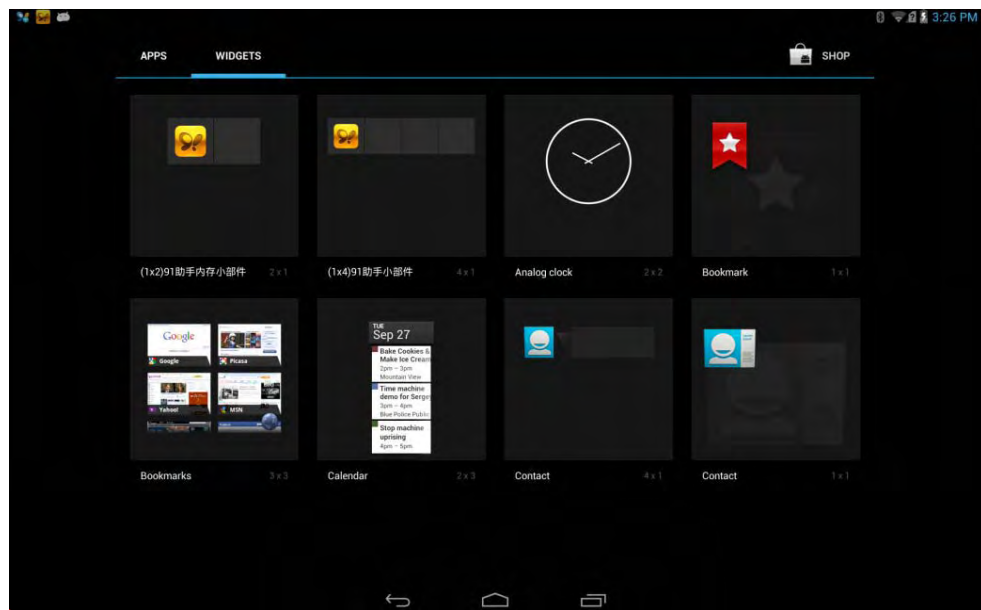 3:26 PM
APPS WIDGETS SHOP
(1x2)91助手内存小部件 2 x 1
(1x4)91助手小部件 4 x 1
Analog clock 2 x 2
Bookmark 1 x 1
Google
Google
Picasa
Yahoo!
MSN
TUE
Sep 27
Bake Cookies &
Make Ice Cream
2pm – 3pm
Mountain View
Time machine
demo for Sergey
3pm – 4pm
Blue Police Public
Stop machine
uprising
4pm – 5pm
Bookmarks 3 x 3
Calendar 2 x 3
Contact 4 x 1
Contact 1 x 1